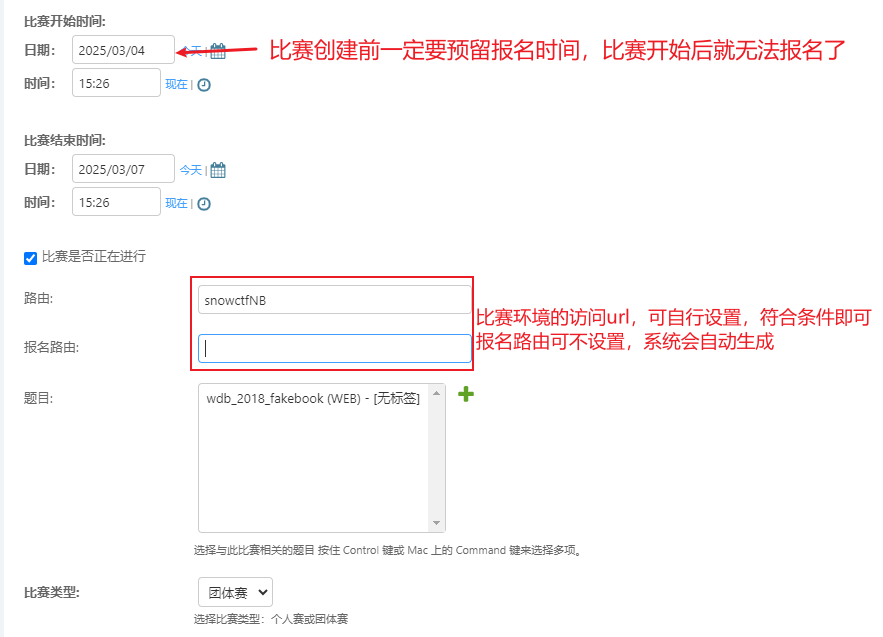 比赛开始时间:
日期: 2025/03/04 今天 | 比赛创建前一定要预留报名时间，比赛开始后就无法报名了
时间: 15:26 现在 |
比赛结束时间:
日期: 2025/03/07 今天 |
时间: 15:26 现在 |
比赛是否正在进行
路由: snowctfNB
比赛环境的访问url，可自行设置，符合条件即可
报名路由: 报名路由可不设置，系统会自动生成
题目: wdb_2018_fakebook (WEB) - [无标签]
选择与此比赛相关的题目 按住 Control 键或 Mac 上的 Command 键来选择多项。
比赛类型: 团体赛
选择比赛类型：个人赛或团体赛